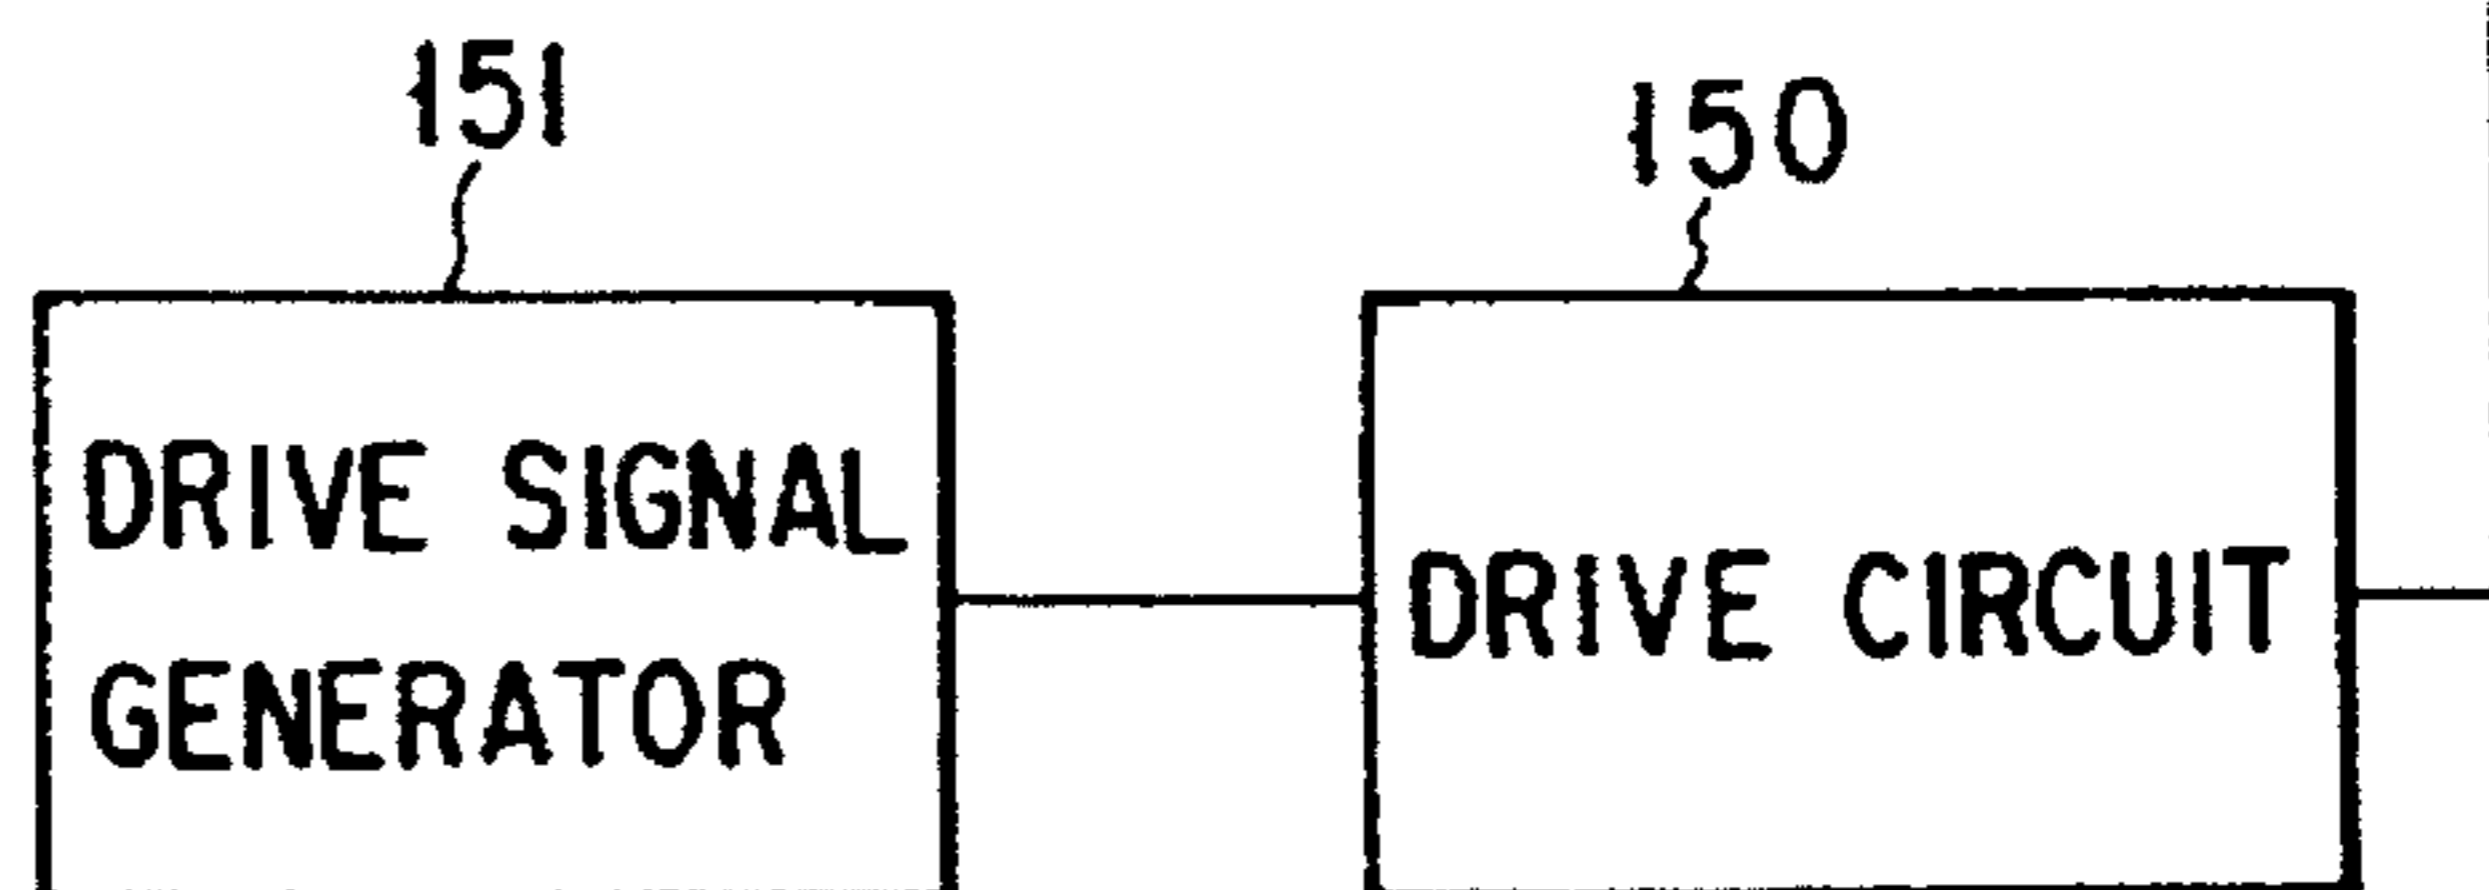 151
150
DRIVE SIGNAL
GENERATOR
DRIVE CIRCUIT